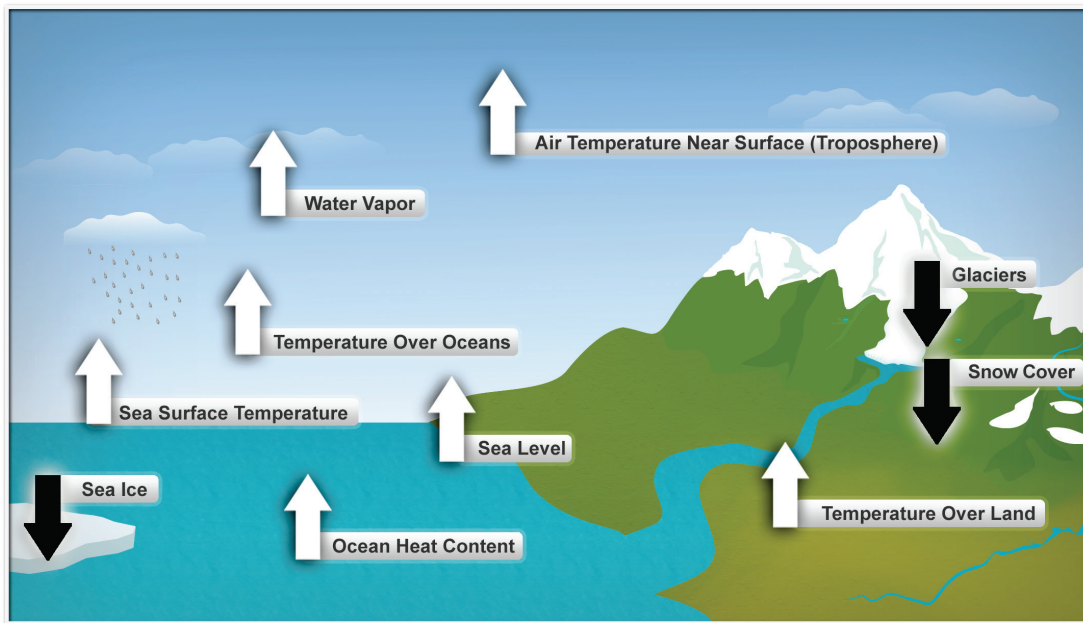 Air Temperature Near Surface (Troposphere)
Water Vapor
Glaciers
Temperature Over Oceans
Snow Cover
Sea Surface Temperature
Sea Level
Sea Ice
Temperature Over Land
Ocean Heat Content